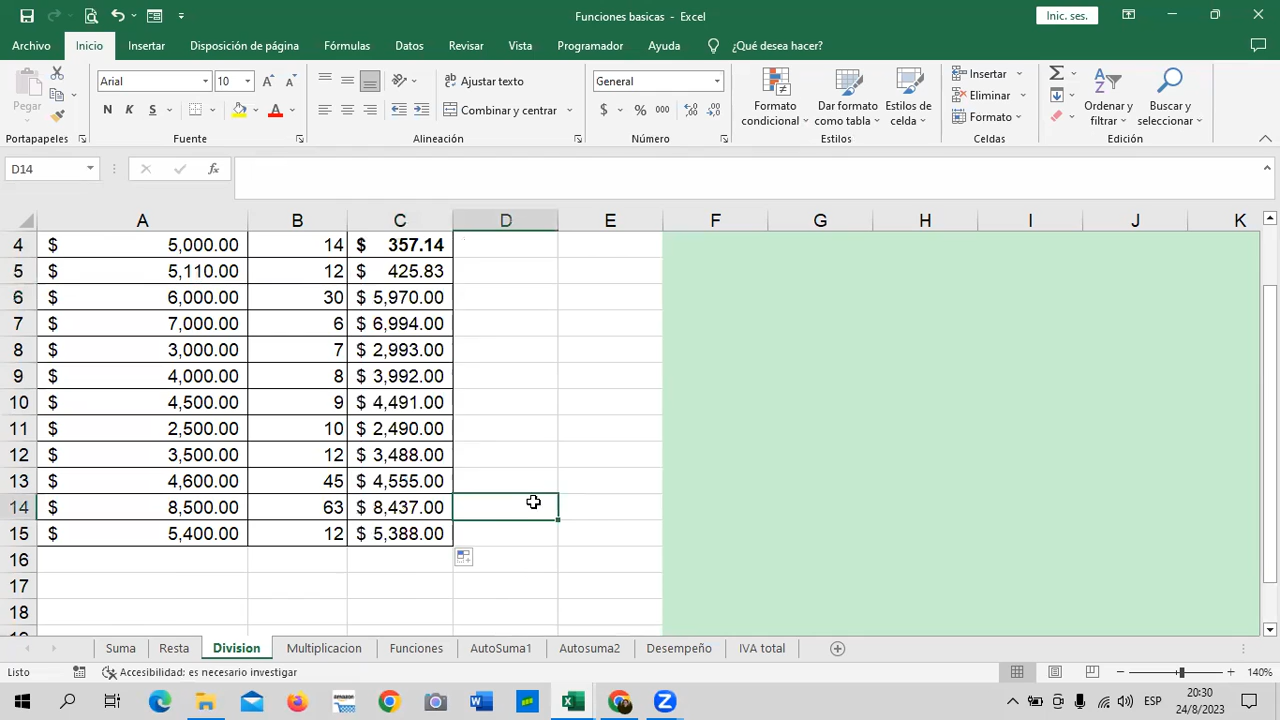 Funciones basicas - Excel
Inic. ses.
Archivo Inicio Insertar Disposición de página Fórmulas Datos Revisar Vista Programador Ayuda ¿Qué desea hacer?
Pegar
Arial 10
Ajustar texto
General
N K S
Combinar y centrar
$ % 000
Formato condicional
Dar formato como tabla
Estilos de celda
Insertar
Eliminar
Formato
Ordenar y filtrar
Buscar y seleccionar
Portapapeles Fuente Alineación Número Estilos Celdas Edición
D14 fx
A B C D E F G H I J K
4 $ 5,000.00 14 $ 357.14
5 $ 5,110.00 12 $ 425.83
6 $ 6,000.00 30 $ 5,970.00
7 $ 7,000.00 6 $ 6,994.00
8 $ 3,000.00 7 $ 2,993.00
9 $ 4,000.00 8 $ 3,992.00
10 $ 4,500.00 9 $ 4,491.00
11 $ 2,500.00 10 $ 2,490.00
12 $ 3,500.00 12 $ 3,488.00
13 $ 4,600.00 45 $ 4,555.00
14 $ 8,500.00 63 $ 8,437.00
15 $ 5,400.00 12 $ 5,388.00
16
17
18
Suma Resta Division Multiplicacion Funciones AutoSuma1 Autosuma2 Desempeño IVA total
Listo Accesibilidad: es necesario investigar 140%
ESP 20:30
24/8/2023